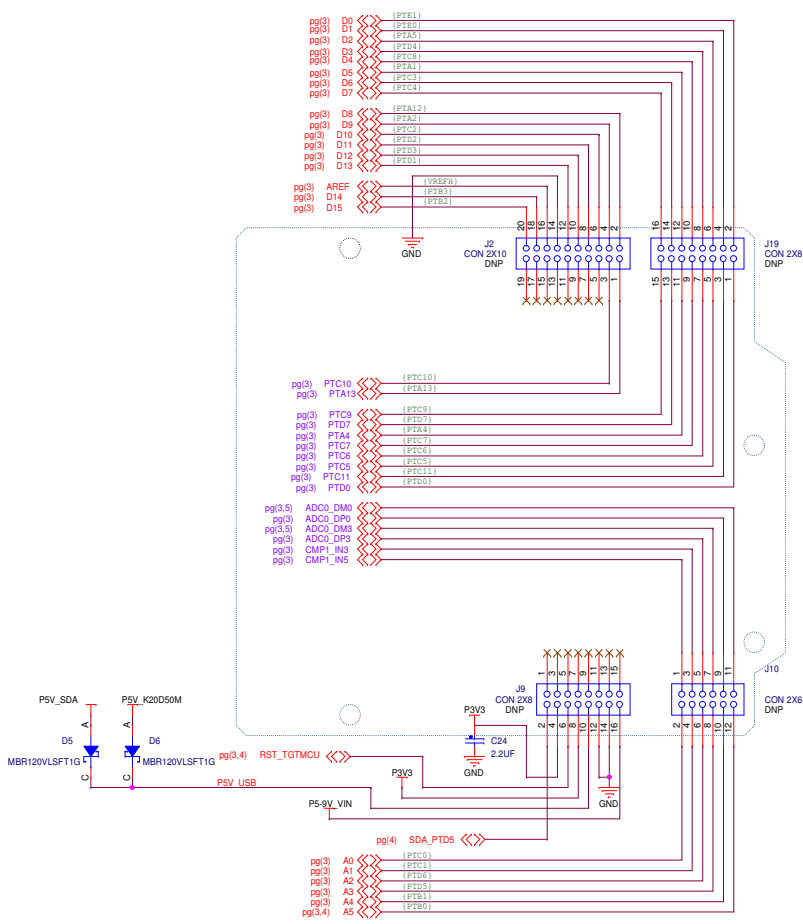 pg(3) D0 {PTE1}
pg(3) D1 {PTE0}
pg(3) D2 {PTA5}
pg(3) D3 {PTD4}
pg(3) D4 {PTC8}
pg(3) D5 {PTA1}
pg(3) D6 {PTC3}
pg(3) D7 {PTC4}
pg(3) D8 {PTA12}
pg(3) D9 {PTA2}
pg(3) D10 {PTC2}
pg(3) D11 {PTD2}
pg(3) D12 {PTD3}
pg(3) D13 {PTD1}
pg(3) AREF {VREFH}
pg(3) D14 {PTB3}
pg(3) D15 {PTB2}
GND
20 18 16 14 12 10 8 6 4 2
J2
CON 2X10
DNP
19 17 15 13 11 9 7 5 3 1
16 14 12 10 8 6 4 2
J19
CON 2X8
DNP
15 13 11 9 7 5 3 1
pg(3) PTC10 {PTC10}
pg(3) PTA13 {PTA13}
pg(3) PTC9 {PTC9}
pg(3) PTD7 {PTD7}
pg(3) PTA4 {PTA4}
pg(3) PTC7 {PTC7}
pg(3) PTC6 {PTC6}
pg(3) PTC5 {PTC5}
pg(3) PTC11 {PTC11}
pg(3) PTD0 {PTD0}
pg(3,5) ADC0_DM0
pg(3) ADC0_DP0
pg(3,5) ADC0_DM3
pg(3) ADC0_DP3
pg(3) CMP1_IN3
pg(3) CMP1_IN5
1 3 5 7 9 11 13 15
J9
CON 2X8
DNP
2 4 6 8 10 12 14 16
1 3 5 7 9 11
J10
CON 2X6
DNP
2 4 6 8 10 12
P5V_SDA
P5V_K20D50M
A
A
D5
D6
MBR120VLSFT1G
MBR120VLSFT1G
C
C
P5V_USB
P3V3
C24
2.2UF
GND
pg(3,4) RST_TGTMCU
P3V3
P5-9V_VIN
GND
pg(4) SDA_PTD5
pg(3) A0 {PTC0}
pg(3) A1 {PTC1}
pg(3) A2 {PTD6}
pg(3) A3 {PTD5}
pg(3) A4 {PTB1}
pg(3,4) A5 {PTB0}